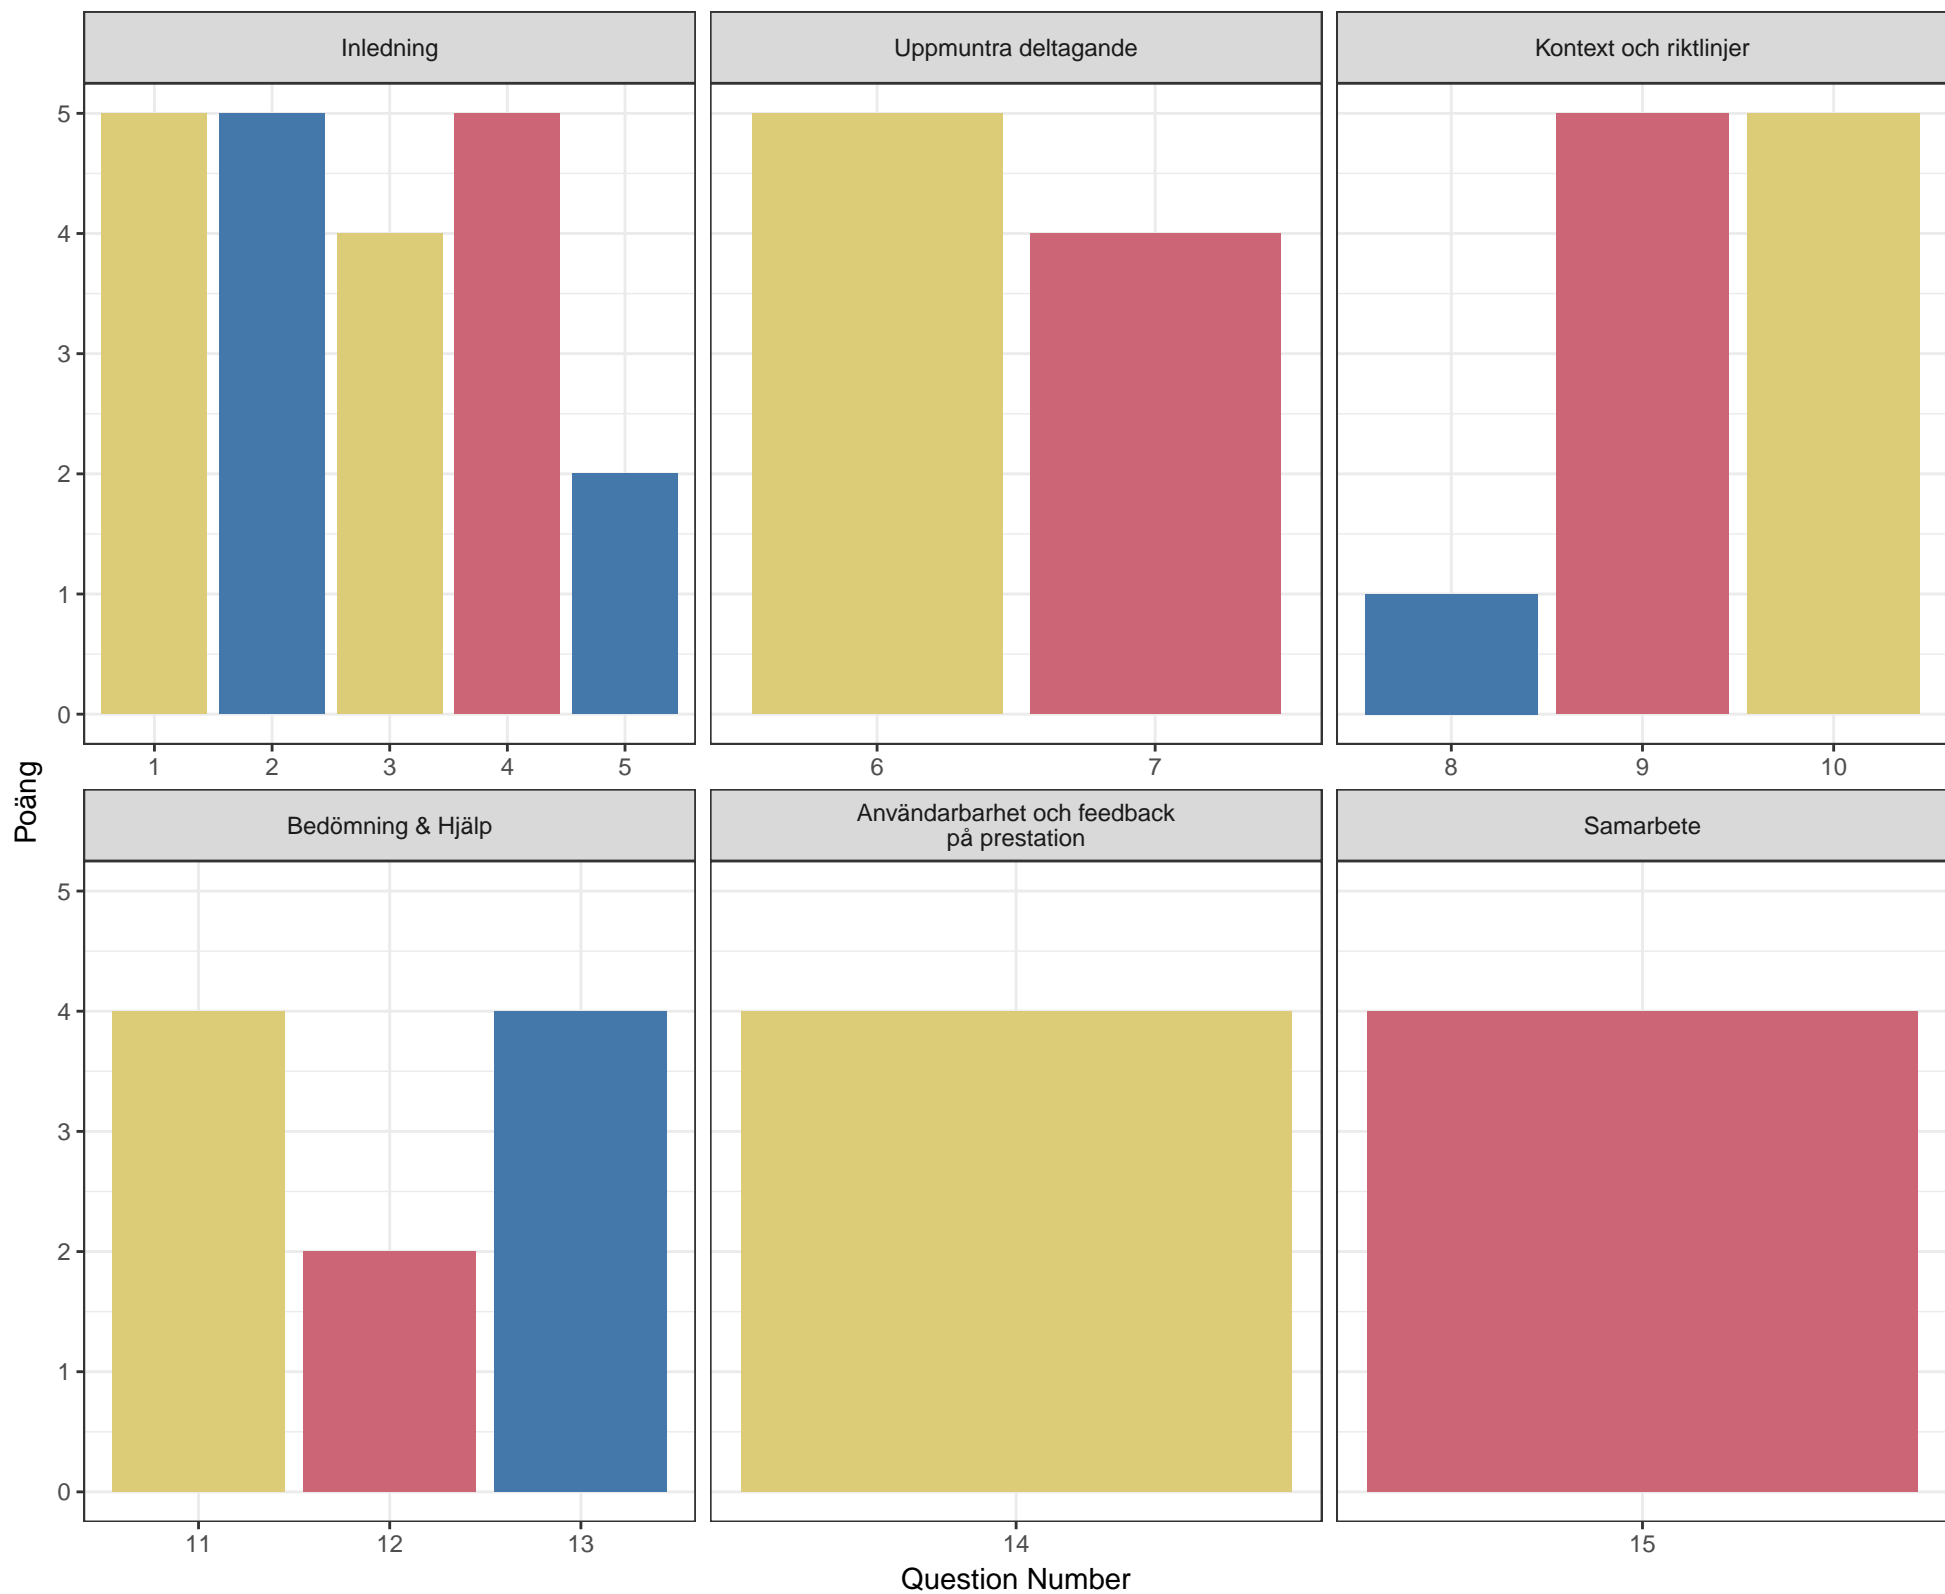 Inledning
Uppmuntra deltagande
Kontext och riktlinjer
5
4
3
2
1
0
1 2 3 4 5
6 7
8 9 10
Poäng
Bedömning & Hjälp
Användarbarhet och feedback
på prestation
Samarbete
5
4
3
2
1
0
11 12 13
14
15
Question Number